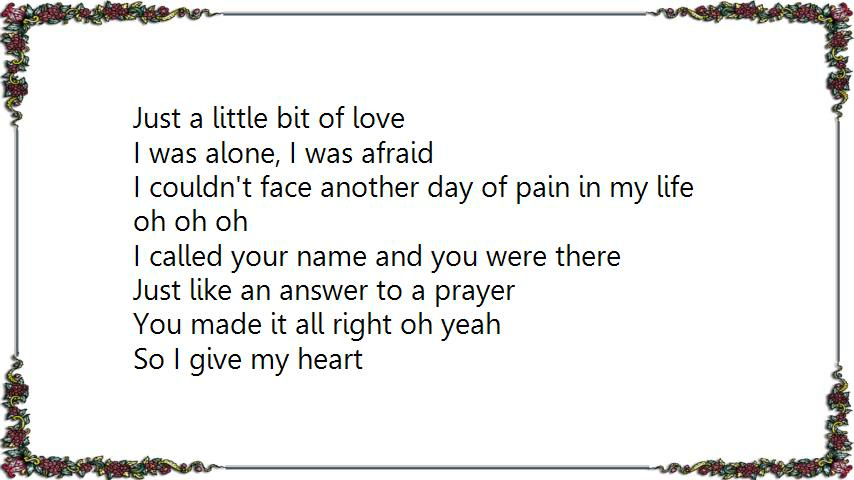 Just a little bit of love
I was alone, I was afraid
I couldn't face another day of pain in my life
oh oh oh
I called your name and you were there
Just like an answer to a prayer
You made it all right oh yeah
So I give my heart